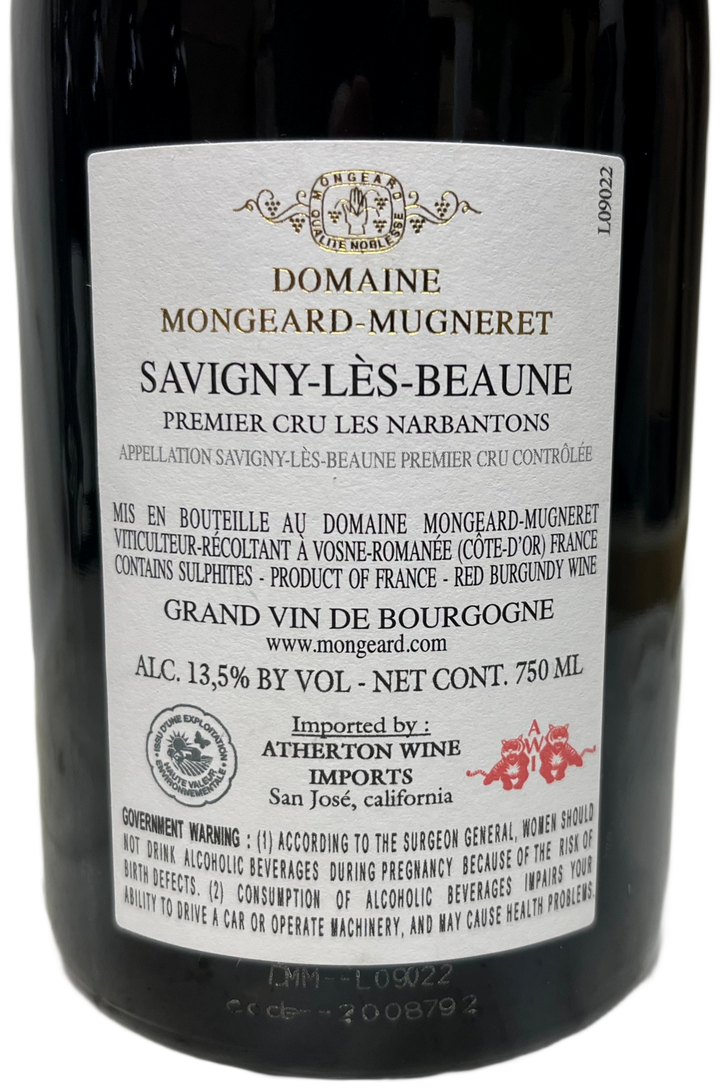 L09022
MONGEARD
QUALITE NOBLESSE
DOMAINE
MONGEARD-MUGNERET
SAVIGNY-LÈS-BEAUNE
PREMIER CRU LES NARBANTONS
APPELLATION SAVIGNY-LÈS-BEAUNE PREMIER CRU CONTRÔLÉE
MIS EN BOUTEILLE AU DOMAINE MONGEARD-MUGNERET
VITICULTEUR-RÉCOLTANT À VOSNE-ROMANÉE (CÔTE-D'OR) FRANCE
CONTAINS SULPHITES - PRODUCT OF FRANCE - RED BURGUNDY WINE
GRAND VIN DE BOURGOGNE
www.mongeard.com
ALC. 13,5% BY VOL - NET CONT. 750 ML
ISSU D'UNE EXPLOITATION
HAUTE VALEUR
ENVIRONNEMENTALE
Imported by :
ATHERTON WINE
IMPORTS
San José, california
AWI
GOVERNMENT WARNING : (1) ACCORDING TO THE SURGEON GENERAL, WOMEN SHOULD
NOT DRINK ALCOHOLIC BEVERAGES DURING PREGNANCY BECAUSE OF THE RISK OF
BIRTH DEFECTS. (2) CONSUMPTION OF ALCOHOLIC BEVERAGES IMPAIRS YOUR
ABILITY TO DRIVE A CAR OR OPERATE MACHINERY, AND MAY CAUSE HEALTH PROBLEMS.
DMM--L09022
code--2008792